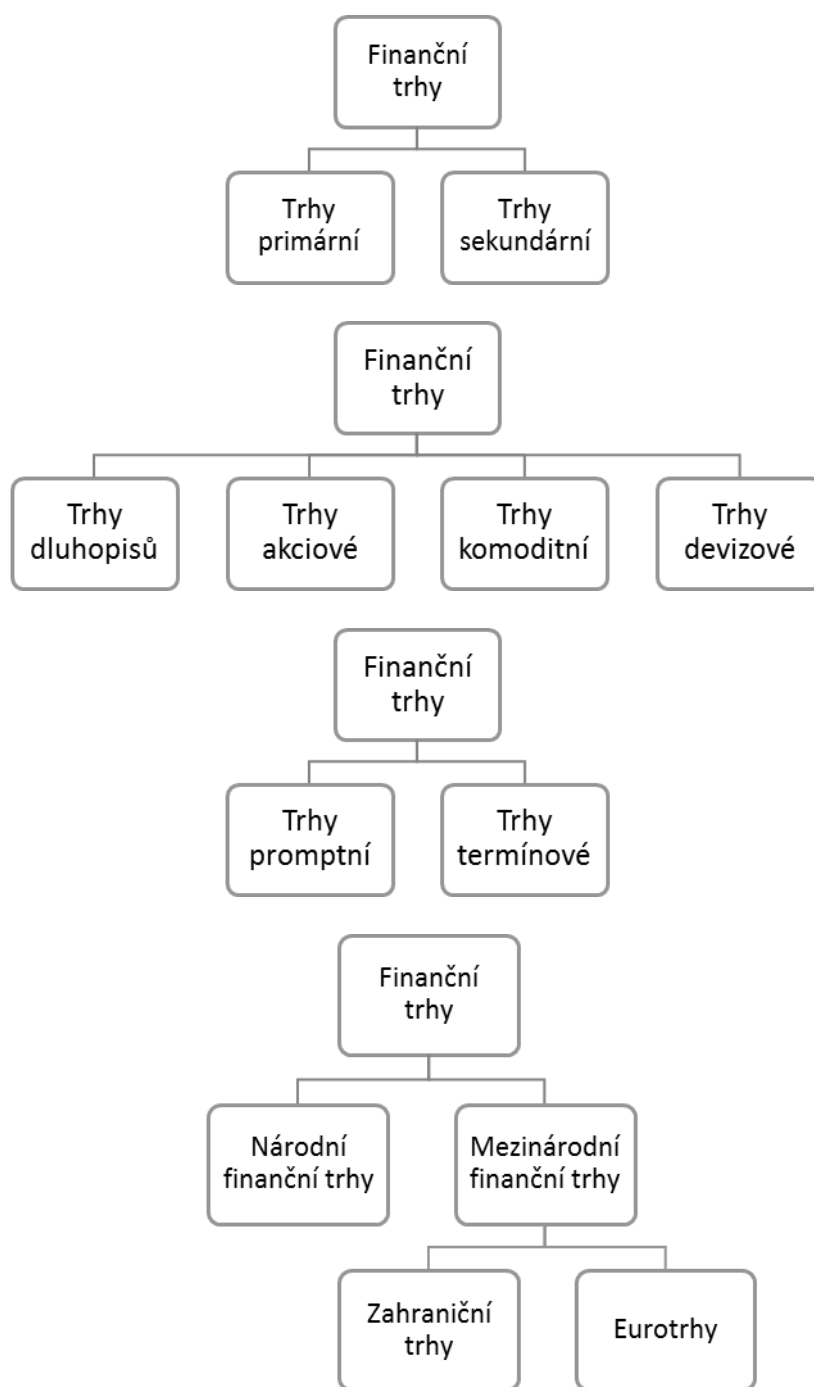 Finanční
trhy
Trhy
primární
Trhy
sekundární
Finanční
trhy
Trhy
dluhopisů
Trhy
akciové
Trhy
komoditní
Trhy
devizové
Finanční
trhy
Trhy
promptní
Trhy
termínové
Finanční
trhy
Národní
finanční trhy
Mezinárodní
finanční trhy
Zahraniční
trhy
Eurotrhy